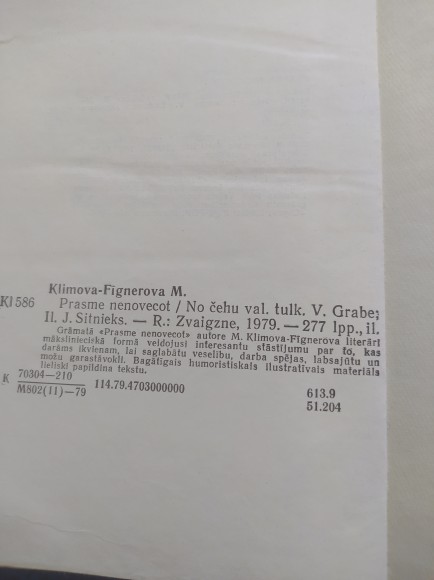 Klimova-Fignerova M.
Kl 586
Prasme nenovecot / No čehu val. tulk. V. Grabe;
Il. J. Sitnieks. — R.: Zvaigzne, 1979. — 277 lpp., il.
Grāmatā «Prasme nenovecot» autore M. Klimova-Fignerova literāri
mākslinieciskā formā veidojusi interesantu stāstījumu par to, kas
darāms ikvienam, lai saglabātu veselību, darba spējas, labsajūtu un
možu garastāvokli. Bagātīgais humoristiskais ilustratīvais materiāls
lieliski papildina tekstu.
K 70304—210
M802(11)—79
114.79.4703000000
613.9
51.204